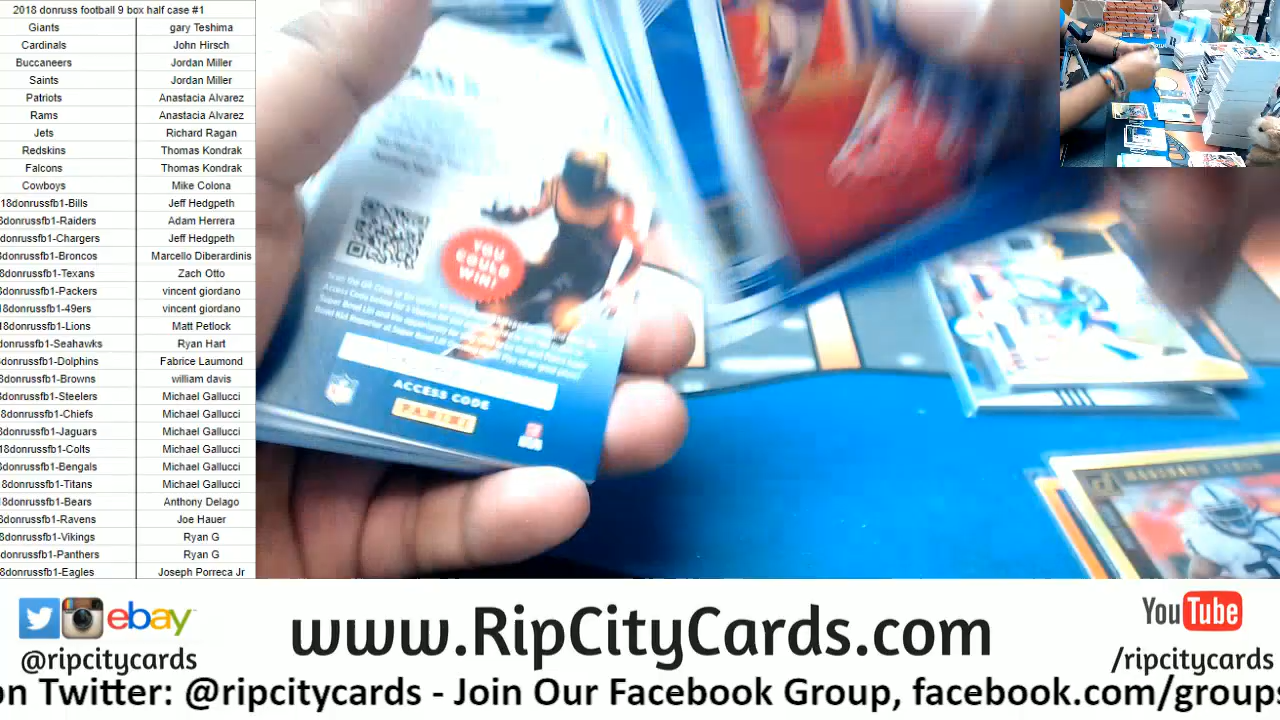 2018 donruss football 9 box half case #1
Giants gary Teshima
Cardinals John Hirsch
Buccaneers Jordan Miller
Saints Jordan Miller
Patriots Anastacia Alvarez
Rams Anastacia Alvarez
Jets Richard Ragan
Redskins Thomas Kondrak
Falcons Thomas Kondrak
Cowboys Mike Colona
18donrussfb1-Bills Jeff Hedgpeth
8donrussfb1-Raiders Adam Herrera
donrussfb1-Chargers Jeff Hedgpeth
8donrussfb1-Broncos Marcello Diberardinis
8donrussfb1-Texans Zach Otto
donrussfb1-Packers vincent giordano
18donrussfb1-49ers vincent giordano
18donrussfb1-Lions Matt Petlock
onrussfb1-Seahawks Ryan Hart
donrussfb1-Dolphins Fabrice Laumond
8donrussfb1-Browns william davis
donrussfb1-Steelers Michael Gallucci
8donrussfb1-Chiefs Michael Gallucci
donrussfb1-Jaguars Michael Gallucci
18donrussfb1-Colts Michael Gallucci
donrussfb1-Bengals Michael Gallucci
8donrussfb1-Titans Michael Gallucci
8donrussfb1-Bears Anthony Delago
donrussfb1-Ravens Joe Hauer
donrussfb1-Vikings Ryan G
donrussfb1-Panthers Ryan G
8donrussfb1-Eagles Joseph Porreca Jr
YOU
COULD
WIN!
ACCESS CODE
PANINI
NFL
ebay
@ripcitycards
www.RipCityCards.com
YouTube
/ripcitycards
on Twitter: @ripcitycards - Join Our Facebook Group, facebook.com/groups